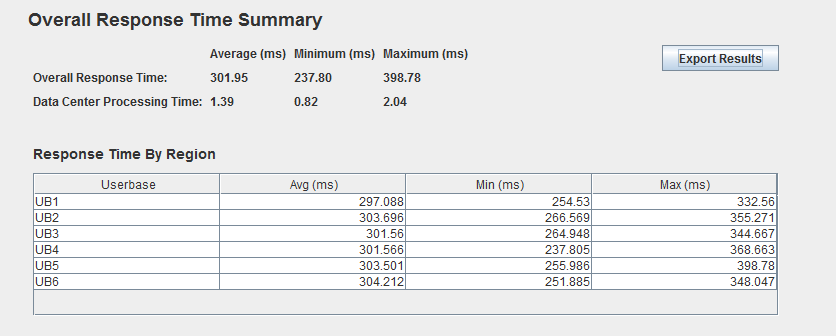 Overall Response Time Summary
Average (ms) Minimum (ms) Maximum (ms)
Export Results
Overall Response Time: 301.95 237.80 398.78
Data Center Processing Time: 1.39 0.82 2.04
Response Time By Region
Userbase Avg (ms) Min (ms) Max (ms)
UB1 297.088 254.53 332.56
UB2 303.696 266.569 355.271
UB3 301.56 264.948 344.667
UB4 301.566 237.805 368.663
UB5 303.501 255.986 398.78
UB6 304.212 251.885 348.047